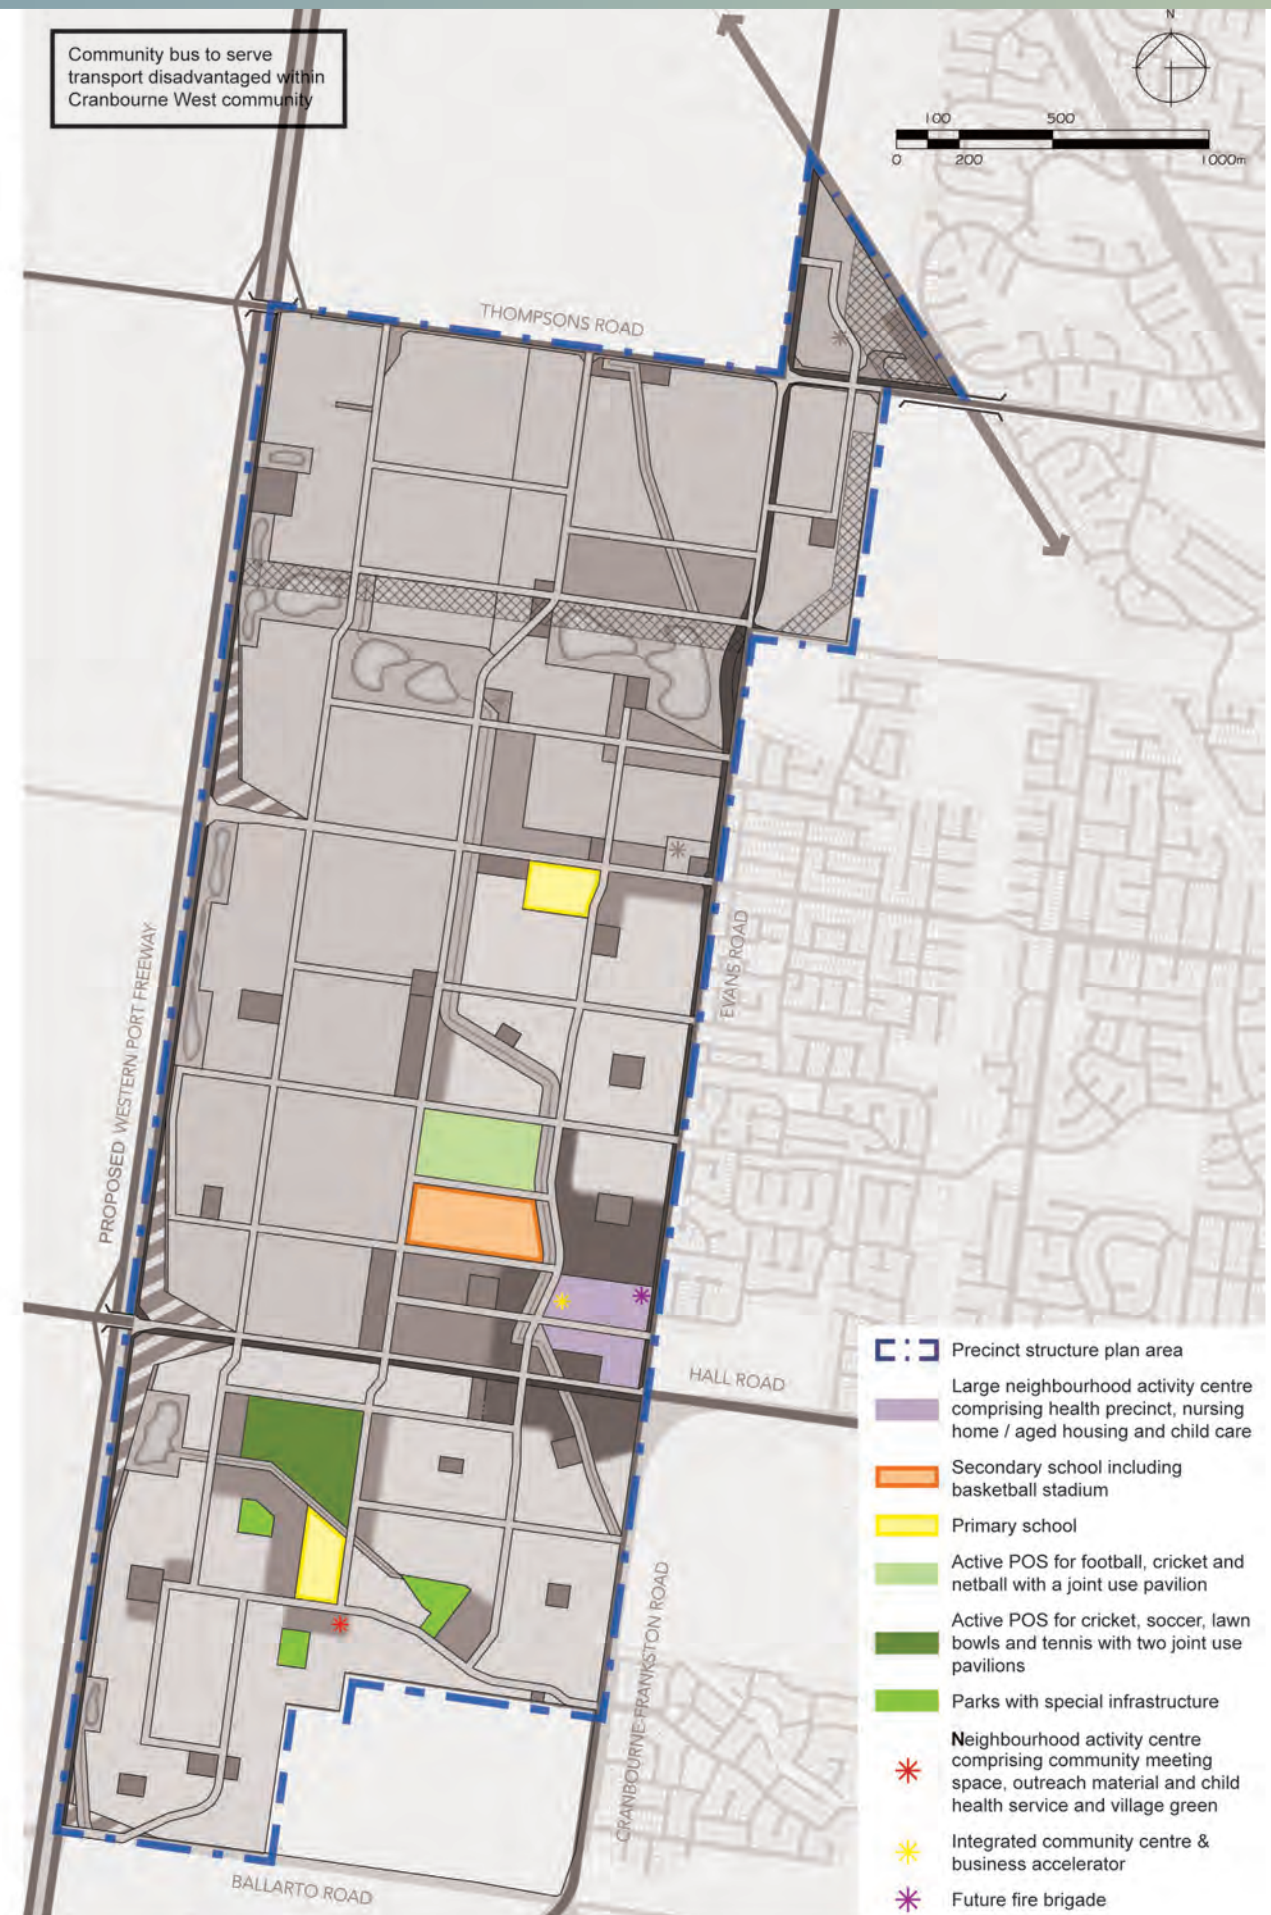 Community bus to serve
transport disadvantaged within
Cranbourne West community
N
100
500
0
200
1000m
THOMPSONS ROAD
PROPOSED WESTERN PORT FREEWAY
EVANS ROAD
HALL ROAD
CRANBOURNE-FRANKSTON ROAD
BALLARTO ROAD
Precinct structure plan area
Large neighbourhood activity centre
comprising health precinct, nursing
home / aged housing and child care
Secondary school including
basketball stadium
Primary school
Active POS for football, cricket and
netball with a joint use pavilion
Active POS for cricket, soccer, lawn
bowls and tennis with two joint use
pavilions
Parks with special infrastructure
Neighbourhood activity centre
comprising community meeting
space, outreach material and child
health service and village green
Integrated community centre &
business accelerator
Future fire brigade